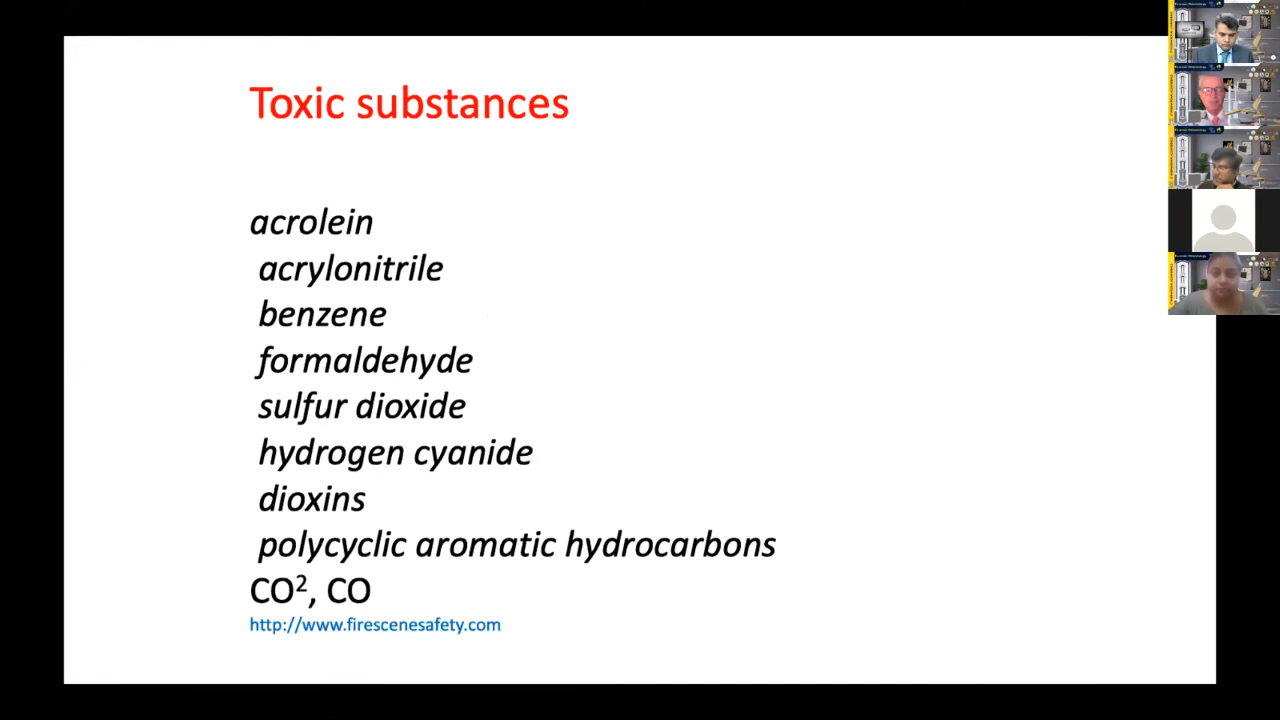 Toxic substances
acrolein
acrylonitrile
benzene
formaldehyde
sulfur dioxide
hydrogen cyanide
dioxins
polycyclic aromatic hydrocarbons
CO², CO
http://www.firescenesafety.com